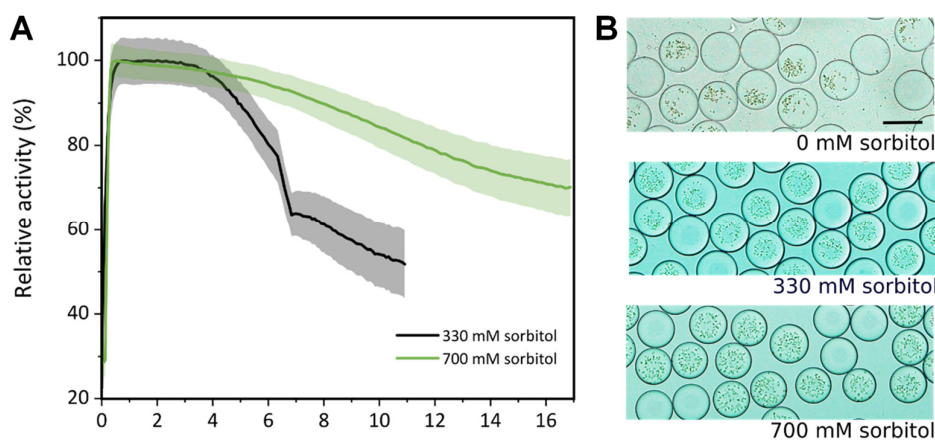 A
Relative activity (%)
100
80
60
40
20
0
2
4
6
8
10
12
14
16
330 mM sorbitol
700 mM sorbitol
B
0 mM sorbitol
330 mM sorbitol
700 mM sorbitol